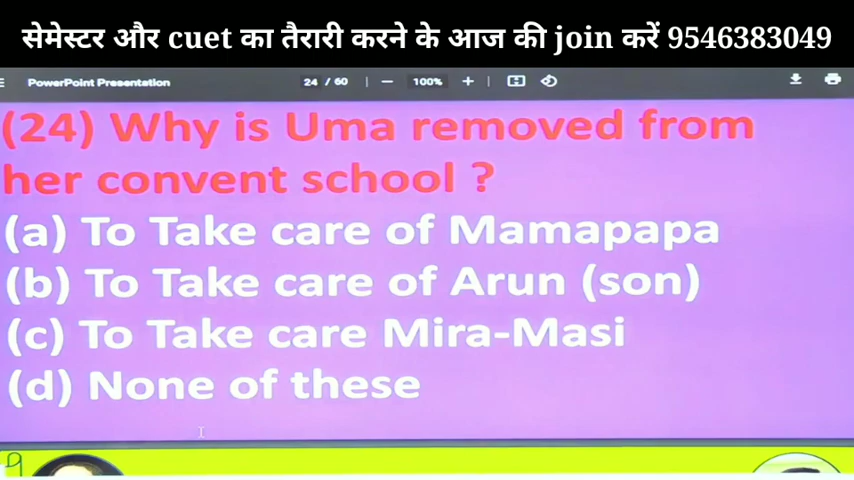 सेमेस्टर और cuet का तैरारी करने के आज की join करें 9546383049
PowerPoint Presentation 24 / 60 | − 100% + |
(24) Why is Uma removed from
her convent school ?
(a) To Take care of Mamapapa
(b) To Take care of Arun (son)
(c) To Take care Mira-Masi
(d) None of these